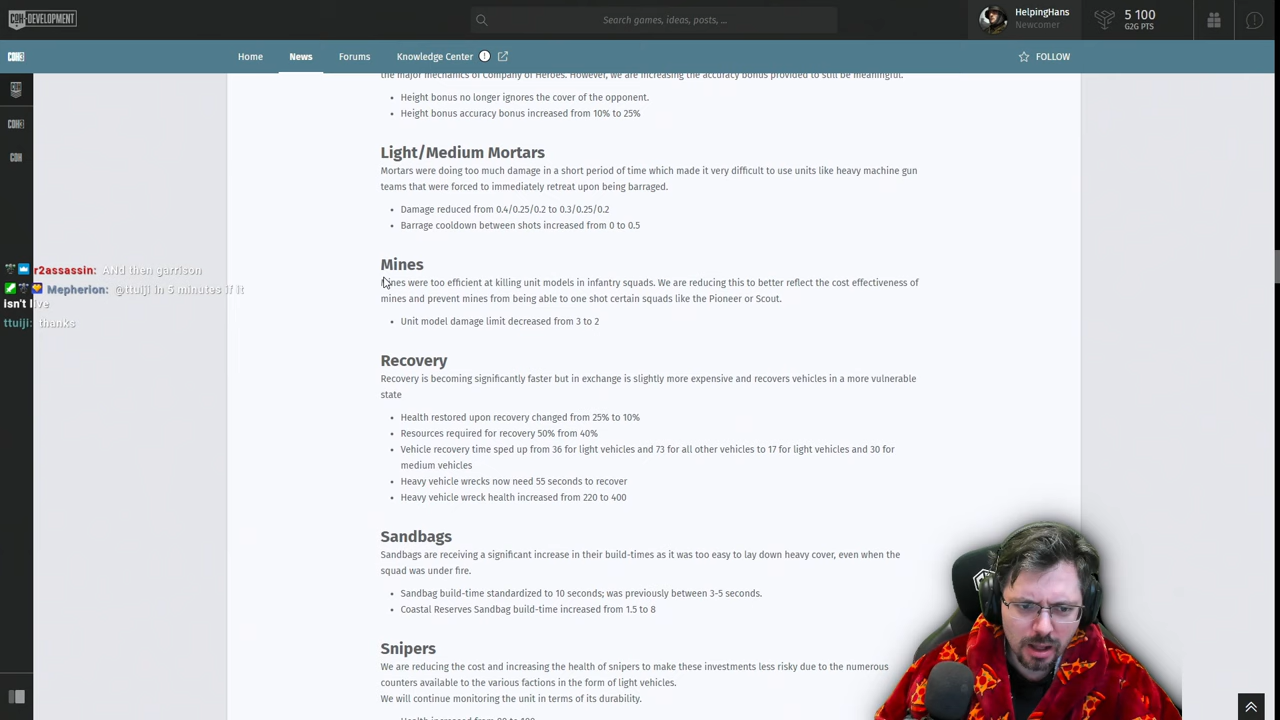 COH-DEVELOPMENT
Search games, ideas, posts, ...
HelpingHans
Newcomer
5 100
G2G PTS
COH3
Home
News
Forums
Knowledge Center
FOLLOW
the major mechanics of Company of Heroes. However, we are increasing the accuracy bonus provided to still be meaningful.
Height bonus no longer ignores the cover of the opponent.
Height bonus accuracy bonus increased from 10% to 25%
Light/Medium Mortars
Mortars were doing too much damage in a short period of time which made it very difficult to use units like heavy machine gun
teams that were forced to immediately retreat upon being barraged.
Damage reduced from 0.4/0.25/0.2 to 0.3/0.25/0.2
Barrage cooldown between shots increased from 0 to 0.5
Mines
Mines were too efficient at killing unit models in infantry squads. We are reducing this to better reflect the cost effectiveness of
mines and prevent mines from being able to one shot certain squads like the Pioneer or Scout.
Unit model damage limit decreased from 3 to 2
r2assassin: ANd then garrison
Mepherion: @ttuiji in 5 minutes if it
isn't live
ttuiji: thanks
Recovery
Recovery is becoming significantly faster but in exchange is slightly more expensive and recovers vehicles in a more vulnerable
state
Health restored upon recovery changed from 25% to 10%
Resources required for recovery 50% from 40%
Vehicle recovery time sped up from 36 for light vehicles and 73 for all other vehicles to 17 for light vehicles and 30 for
medium vehicles
Heavy vehicle wrecks now need 55 seconds to recover
Heavy vehicle wreck health increased from 220 to 400
Sandbags
Sandbags are receiving a significant increase in their build-times as it was too easy to lay down heavy cover, even when the
squad was under fire.
Sandbag build-time standardized to 10 seconds; was previously between 3-5 seconds.
Coastal Reserves Sandbag build-time increased from 1.5 to 8
Snipers
We are reducing the cost and increasing the health of snipers to make these investments less risky due to the numerous
counters available to the various factions in the form of light vehicles.
We will continue monitoring the unit in terms of its durability.